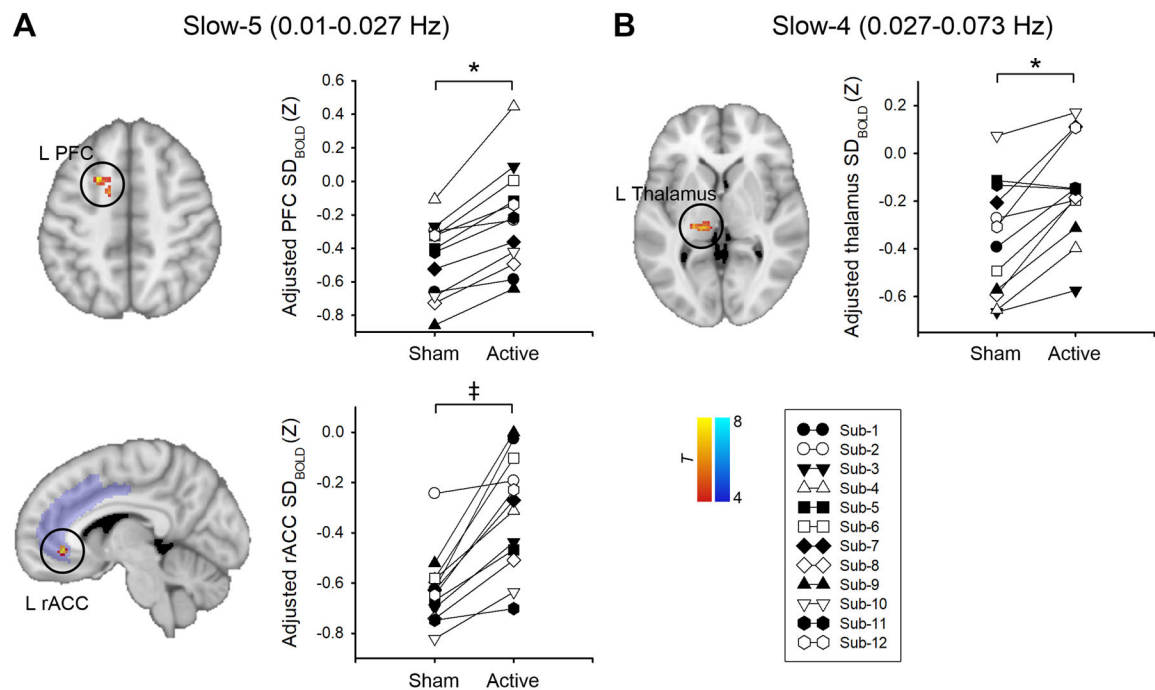 A
Slow-5 (0.01-0.027 Hz)
L PFC
Adjusted PFC SD_BOLD (Z)
0.6
0.4
0.2
0.0
-0.2
-0.4
-0.6
-0.8
*
Sham
Active
L rACC
Adjusted rACC SD_BOLD (Z)
0.0
-0.2
-0.4
-0.6
-0.8
‡
Sham
Active
B
Slow-4 (0.027-0.073 Hz)
L Thalamus
Adjusted thalamus SD_BOLD (Z)
0.2
0.0
-0.2
-0.4
-0.6
*
Sham
Active
T
8
4
Sub-1
Sub-2
Sub-3
Sub-4
Sub-5
Sub-6
Sub-7
Sub-8
Sub-9
Sub-10
Sub-11
Sub-12